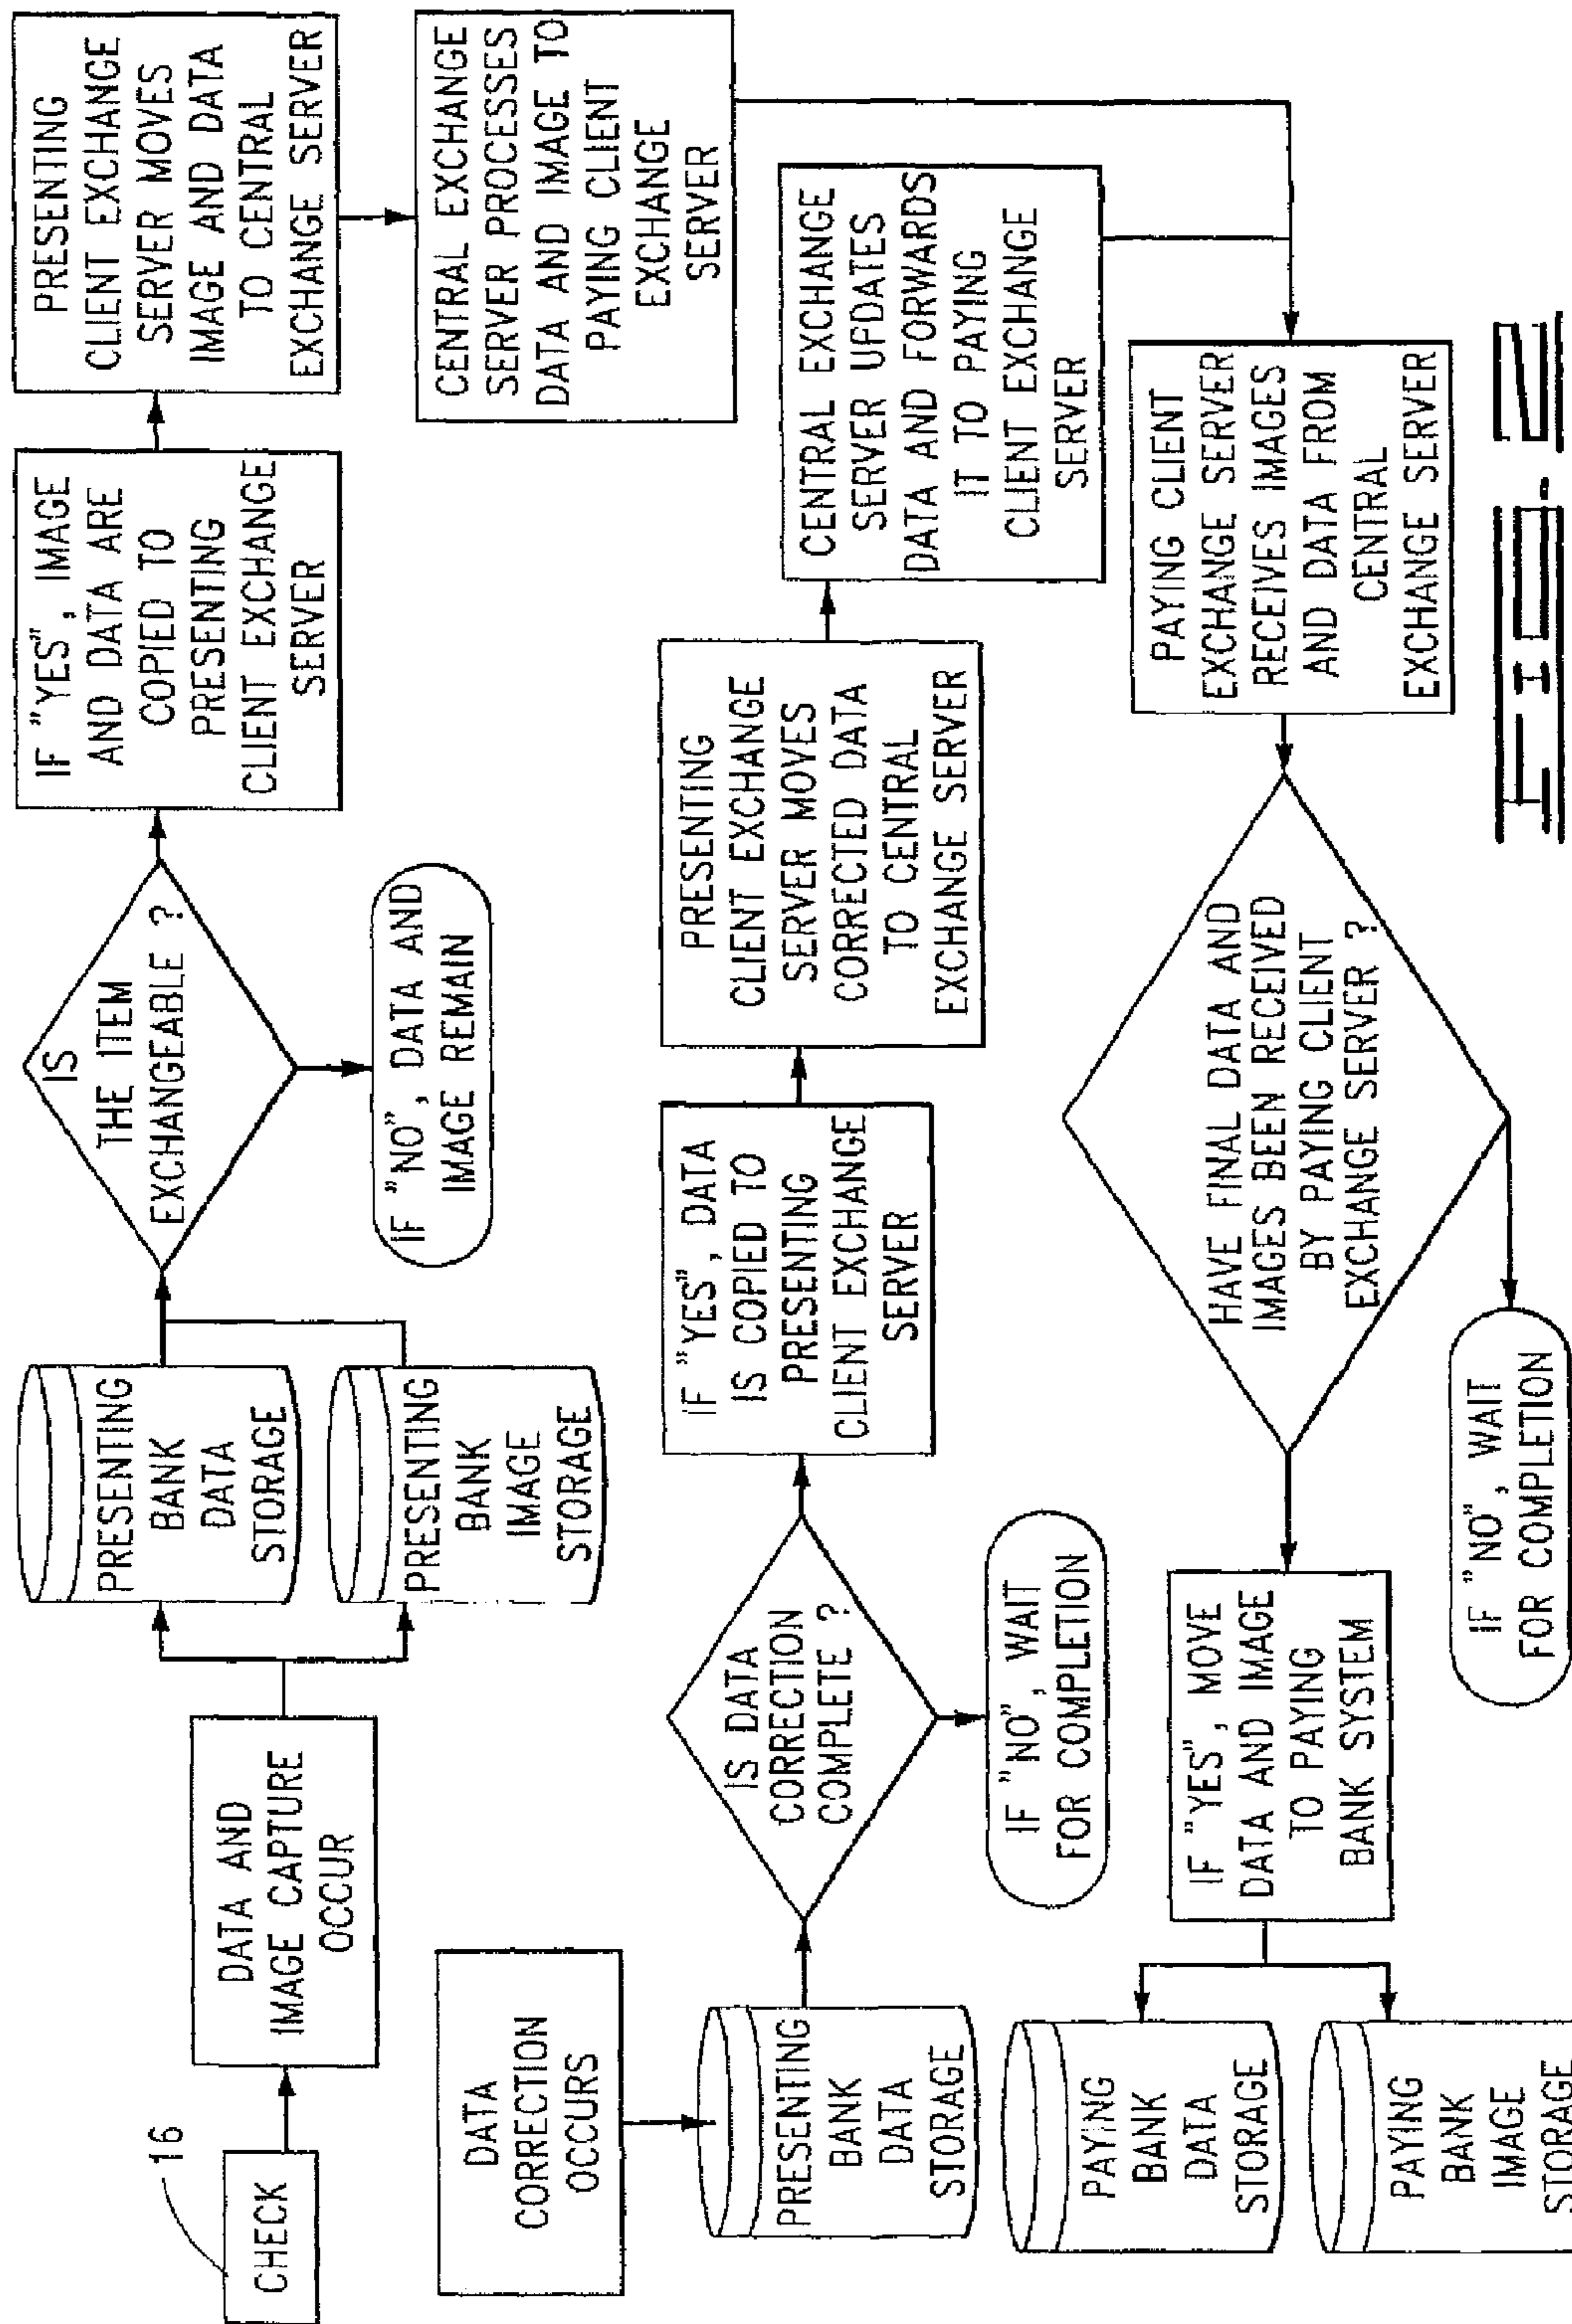 16
CHECK
DATA AND
IMAGE CAPTURE
OCCUR
PRESENTING
BANK
DATA
STORAGE
PRESENTING
BANK
IMAGE
STORAGE
IS
THE ITEM
EXCHANGEABLE ?
IF "NO", DATA AND
IMAGE REMAIN
IF "YES", IMAGE
AND DATA ARE
COPIED TO
PRESENTING
CLIENT EXCHANGE
SERVER
PRESENTING
CLIENT EXCHANGE
SERVER MOVES
IMAGE AND DATA
TO CENTRAL
EXCHANGE SERVER
CENTRAL EXCHANGE
SERVER PROCESSES
DATA AND IMAGE TO
PAYING CLIENT
EXCHANGE
SERVER
DATA
CORRECTION
OCCURS
PRESENTING
BANK
DATA
STORAGE
IS DATA
CORRECTION
COMPLETE ?
IF "NO", WAIT
FOR COMPLETION
IF "YES", DATA
IS COPIED TO
PRESENTING
CLIENT EXCHANGE
SERVER
PRESENTING
CLIENT EXCHANGE
SERVER MOVES
CORRECTED DATA
TO CENTRAL
EXCHANGE SERVER
CENTRAL EXCHANGE
SERVER UPDATES
DATA AND FORWARDS
IT TO PAYING
CLIENT EXCHANGE
SERVER
PAYING CLIENT
EXCHANGE SERVER
RECEIVES IMAGES
AND DATA FROM
CENTRAL
EXCHANGE SERVER
HAVE FINAL DATA AND
IMAGES BEEN RECEIVED
BY PAYING CLIENT
EXCHANGE SERVER ?
IF "NO", WAIT
FOR COMPLETION
IF "YES", MOVE
DATA AND IMAGE
TO PAYING
BANK SYSTEM
PAYING
BANK
DATA
STORAGE
PAYING
BANK
IMAGE
STORAGE